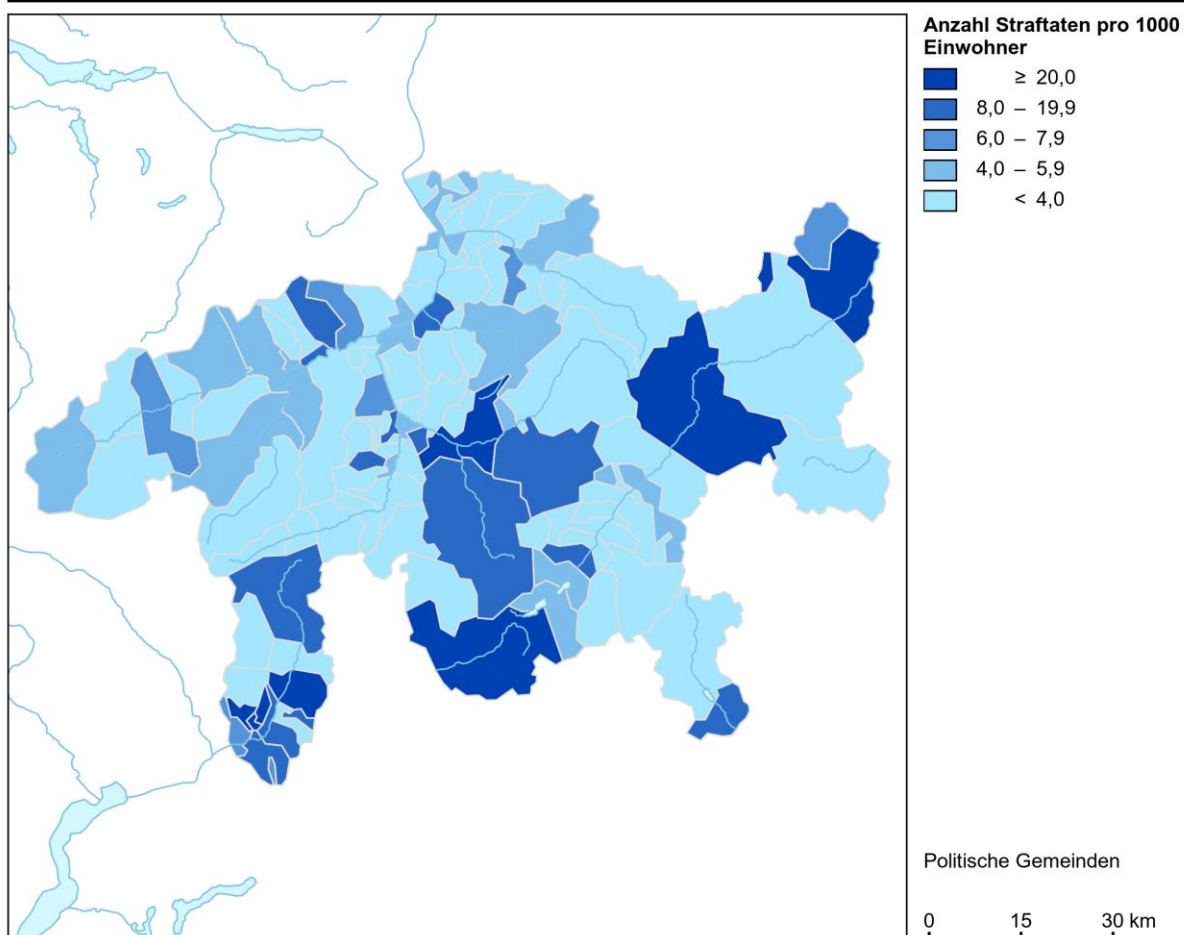 Anzahl Straftaten pro 1000
Einwohner
≥ 20,0
8,0 – 19,9
6,0 – 7,9
4,0 – 5,9
< 4,0
Politische Gemeinden
0 15 30 km